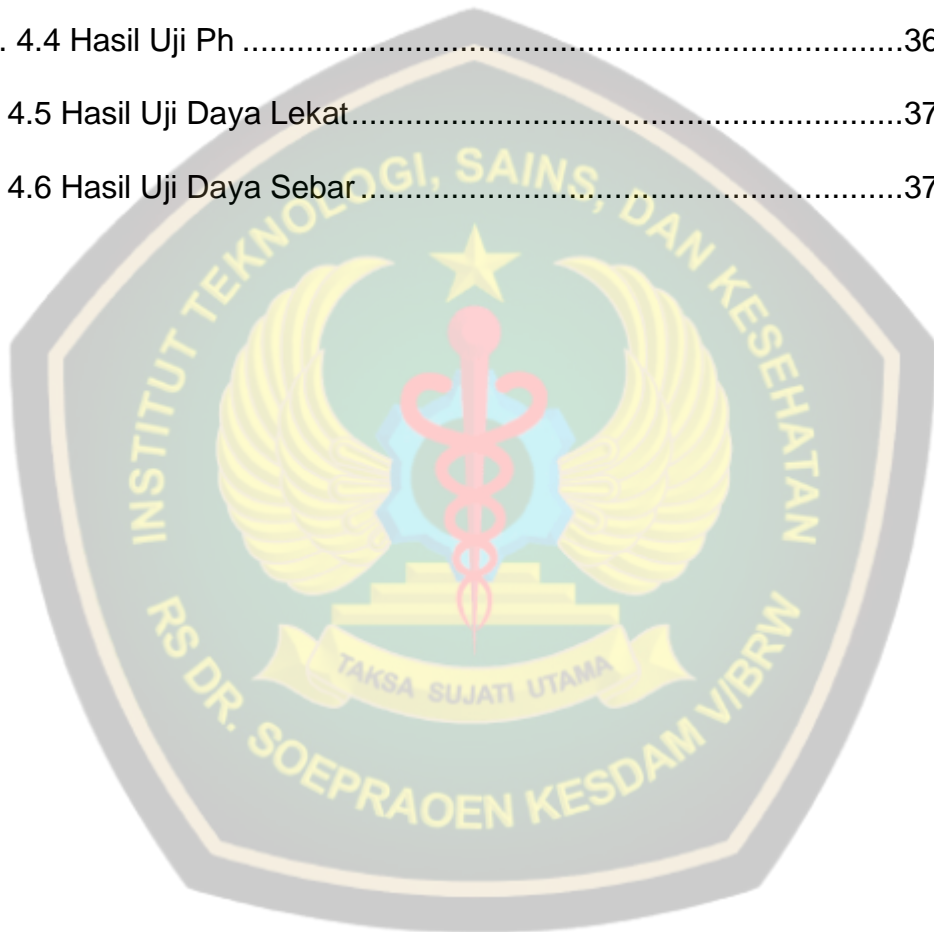 . 4.4 Hasil Uji Ph ..........................................................................36
4.5 Hasil Uji Daya Lekat..............................................................37
4.6 Hasil Uji Daya Sebar .............................................................37
INSTITUT TEKNOLOGI, SAINS, DAN KESEHATAN
TAKSA SUJATI UTAMA
RS DR. SOEPRAOEN KESDAM V/BRW